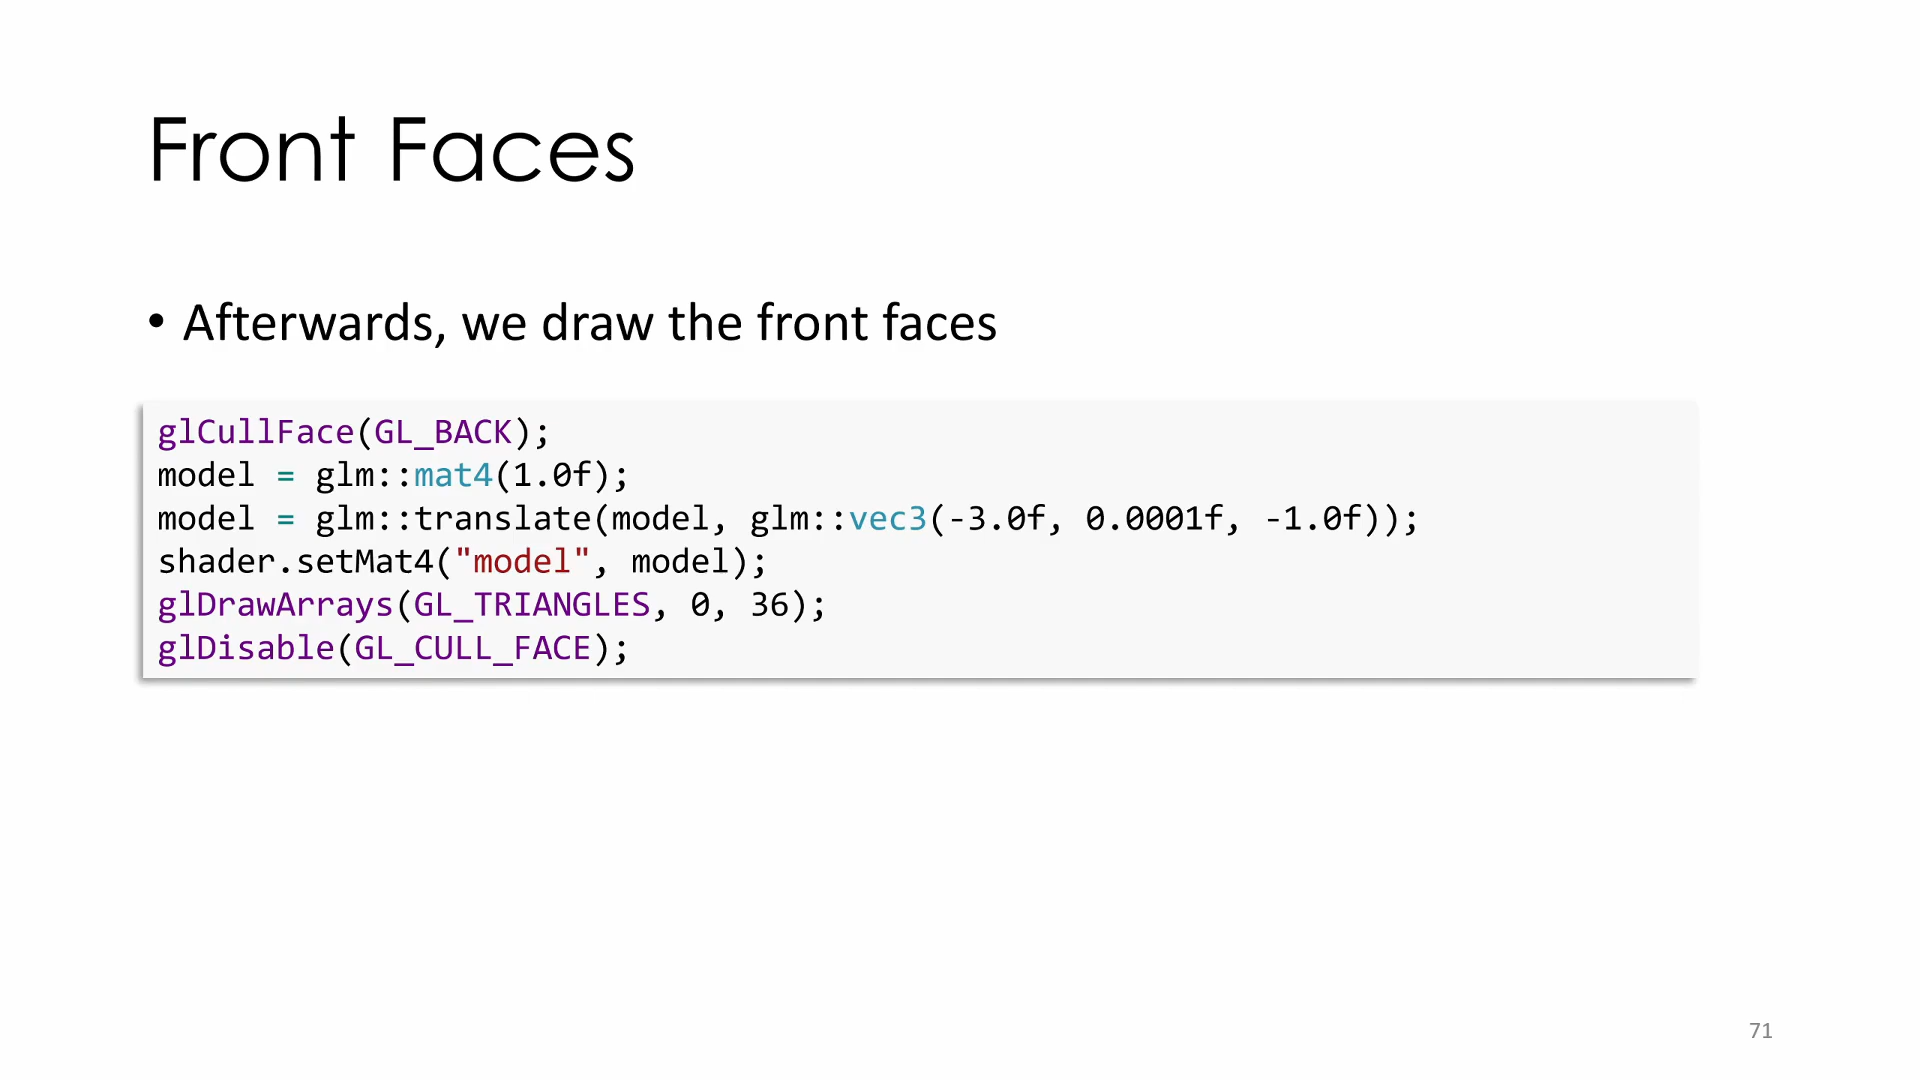 Front Faces
• Afterwards, we draw the front faces
glCullFace(GL_BACK);
model = glm::mat4(1.0f);
model = glm::translate(model, glm::vec3(-3.0f, 0.0001f, -1.0f));
shader.setMat4("model", model);
glDrawArrays(GL_TRIANGLES, 0, 36);
glDisable(GL_CULL_FACE);
71